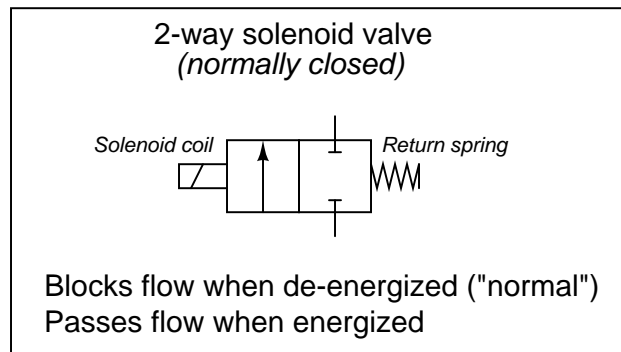 2-way solenoid valve
(normally closed)
Solenoid coil
Return spring
Blocks flow when de-energized ("normal")
Passes flow when energized